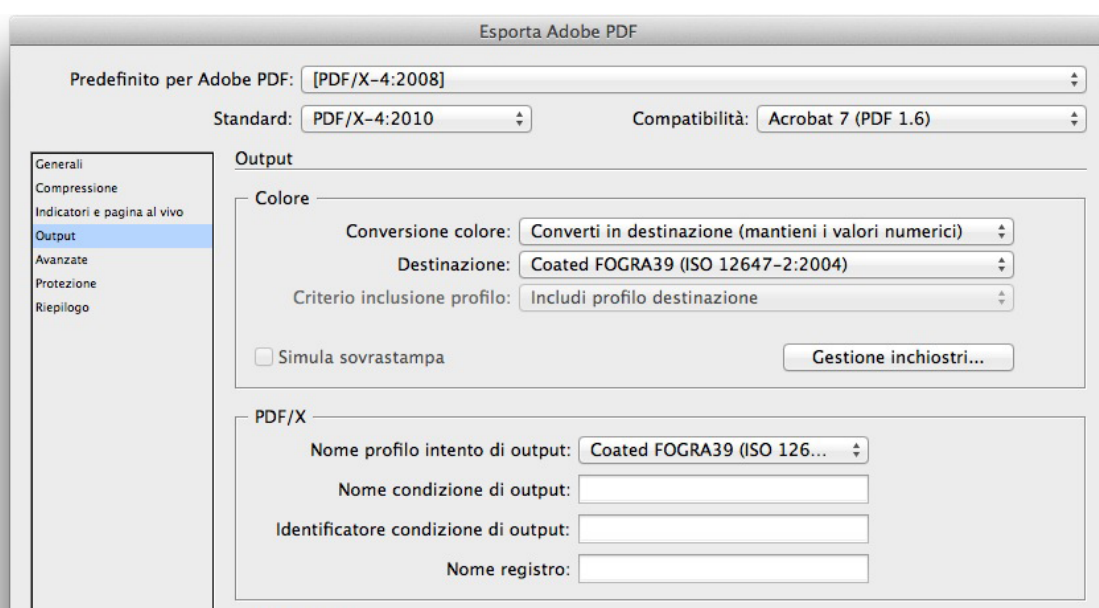 Esporta Adobe PDF
Predefinito per Adobe PDF: [PDF/X-4:2008]
Standard: PDF/X-4:2010 Compatibilità: Acrobat 7 (PDF 1.6)
Generali
Compressione
Indicatori e pagina al vivo
Output
Avanzate
Protezione
Riepilogo
Output
Colore
Conversione colore: Converti in destinazione (mantieni i valori numerici)
Destinazione: Coated FOGRA39 (ISO 12647-2:2004)
Criterio inclusione profilo: Includi profilo destinazione
Simula sovrastampa Gestione inchiostri...
PDF/X
Nome profilo intento di output: Coated FOGRA39 (ISO 126...
Nome condizione di output:
Identificatore condizione di output:
Nome registro: